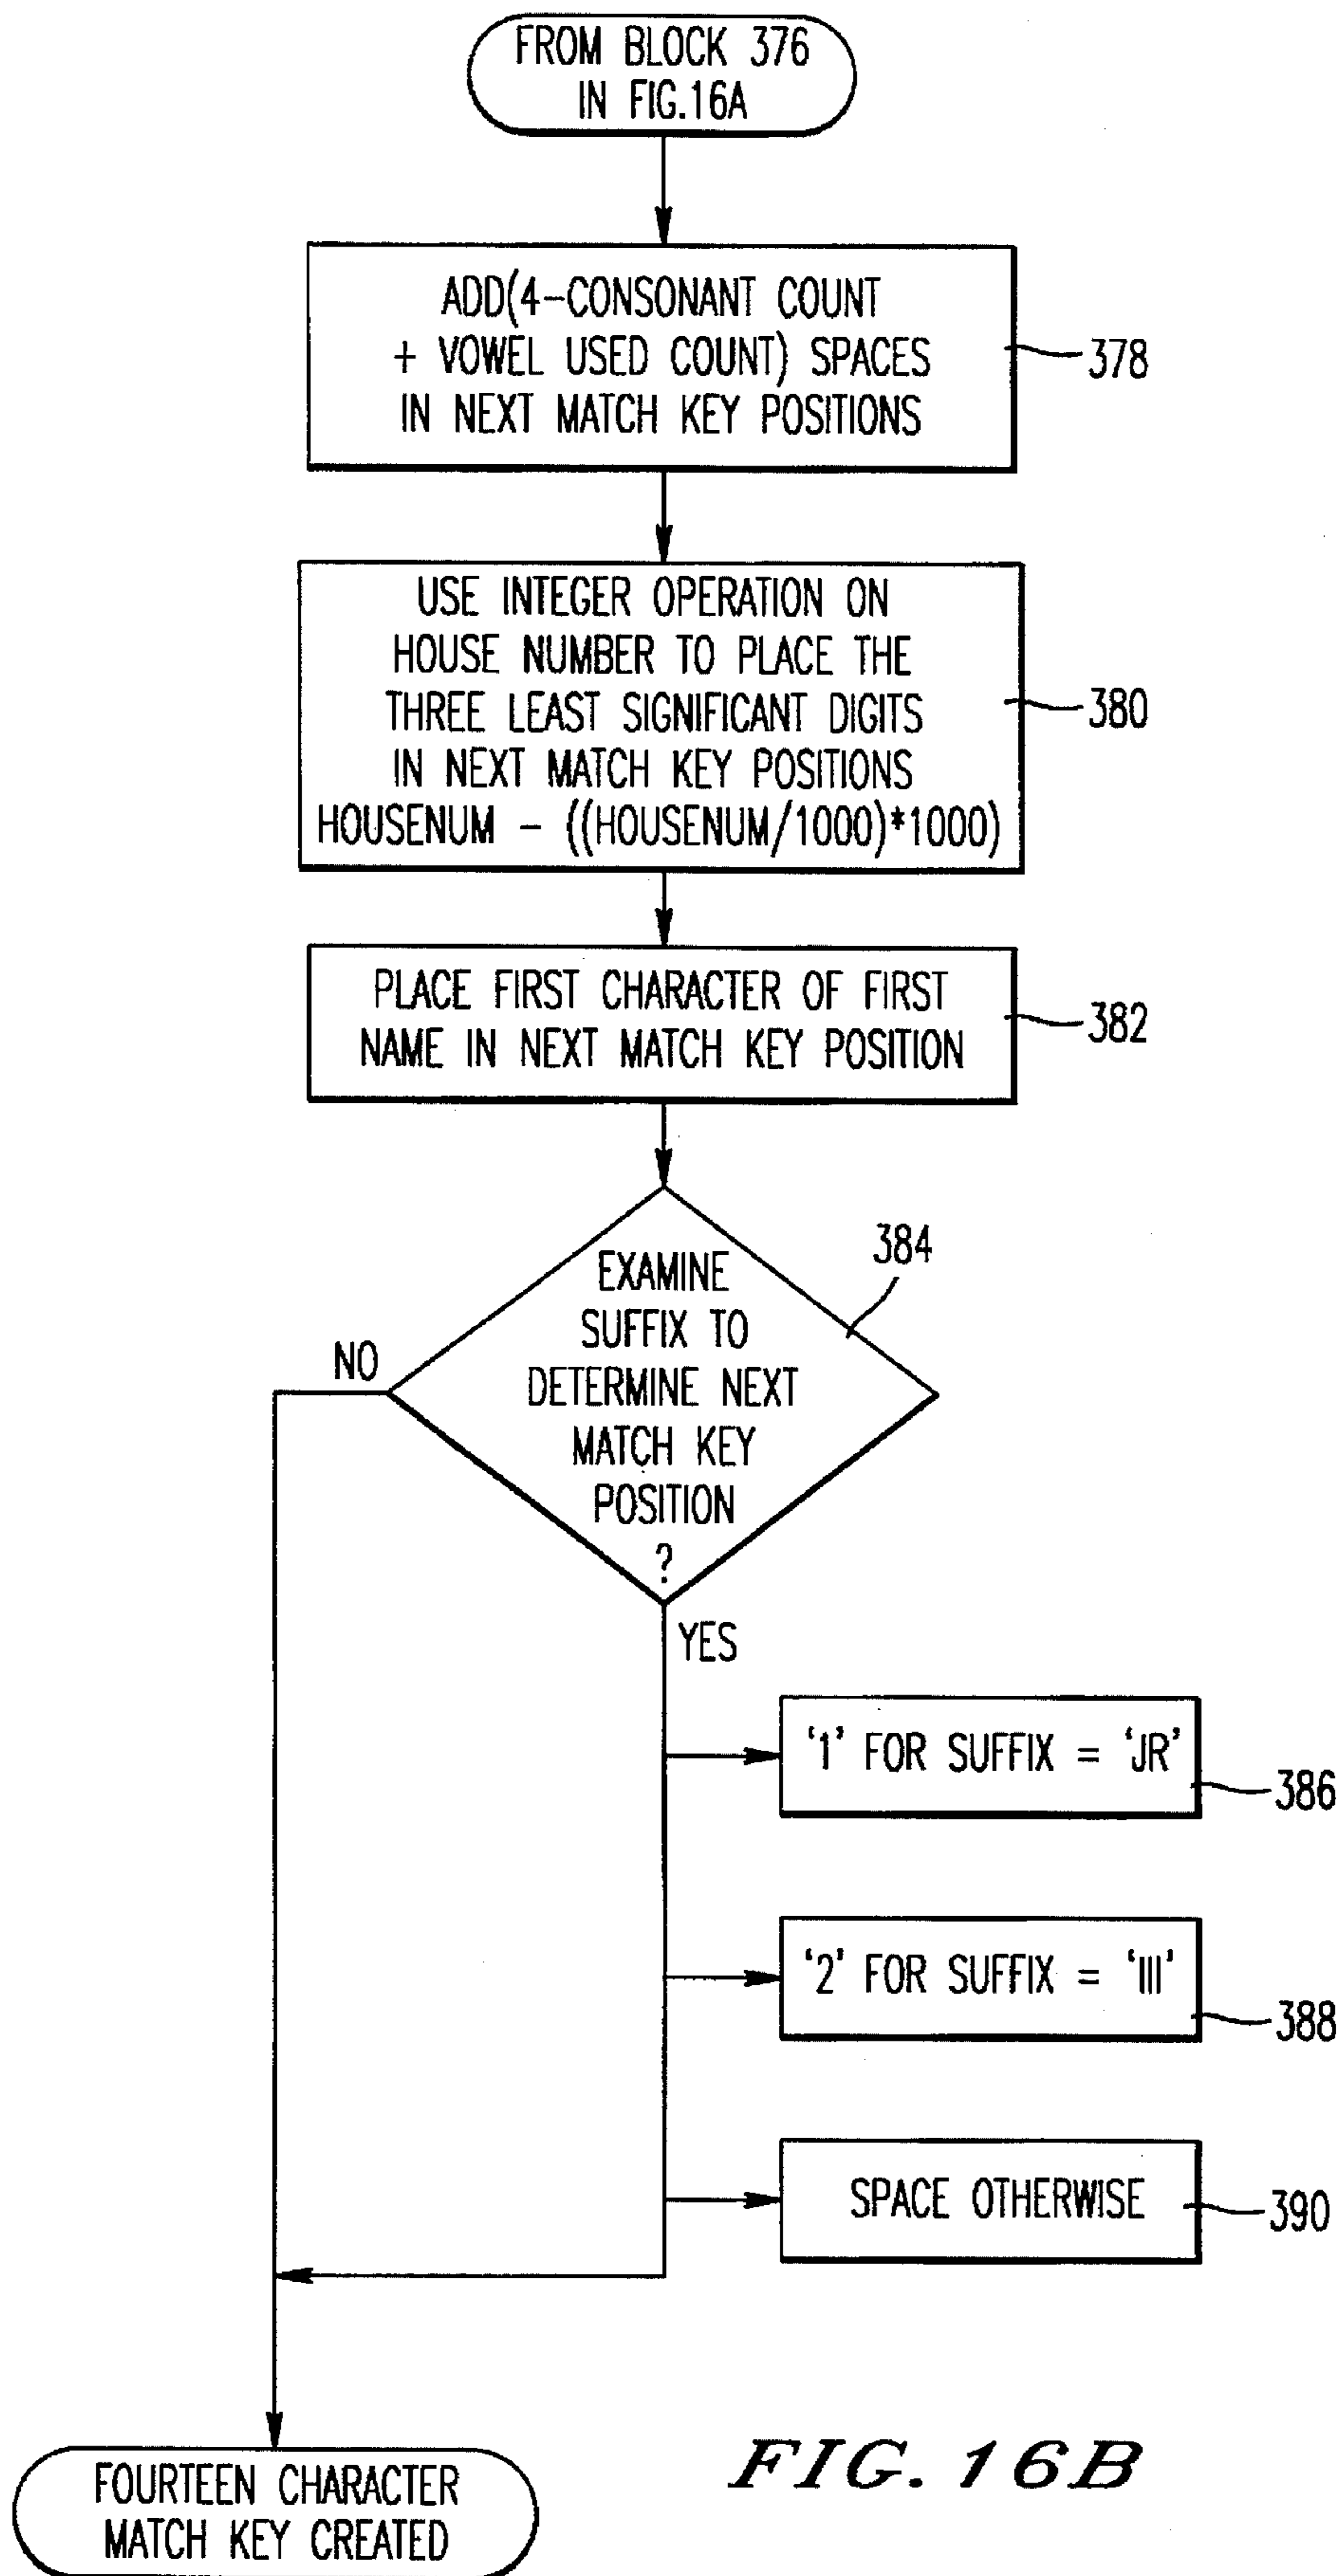 FROM BLOCK 376
IN FIG.16A
ADD(4-CONSONANT COUNT
+ VOWEL USED COUNT) SPACES
IN NEXT MATCH KEY POSITIONS
378
USE INTEGER OPERATION ON
HOUSE NUMBER TO PLACE THE
THREE LEAST SIGNIFICANT DIGITS
IN NEXT MATCH KEY POSITIONS
HOUSENUM - ((HOUSENUM/1000)*1000)
380
PLACE FIRST CHARACTER OF FIRST
NAME IN NEXT MATCH KEY POSITION
382
384
EXAMINE
SUFFIX TO
DETERMINE NEXT
MATCH KEY
POSITION
?
NO
YES
'1' FOR SUFFIX = 'JR'
386
'2' FOR SUFFIX = 'III'
388
SPACE OTHERWISE
390
FOURTEEN CHARACTER
MATCH KEY CREATED
FIG. 16B